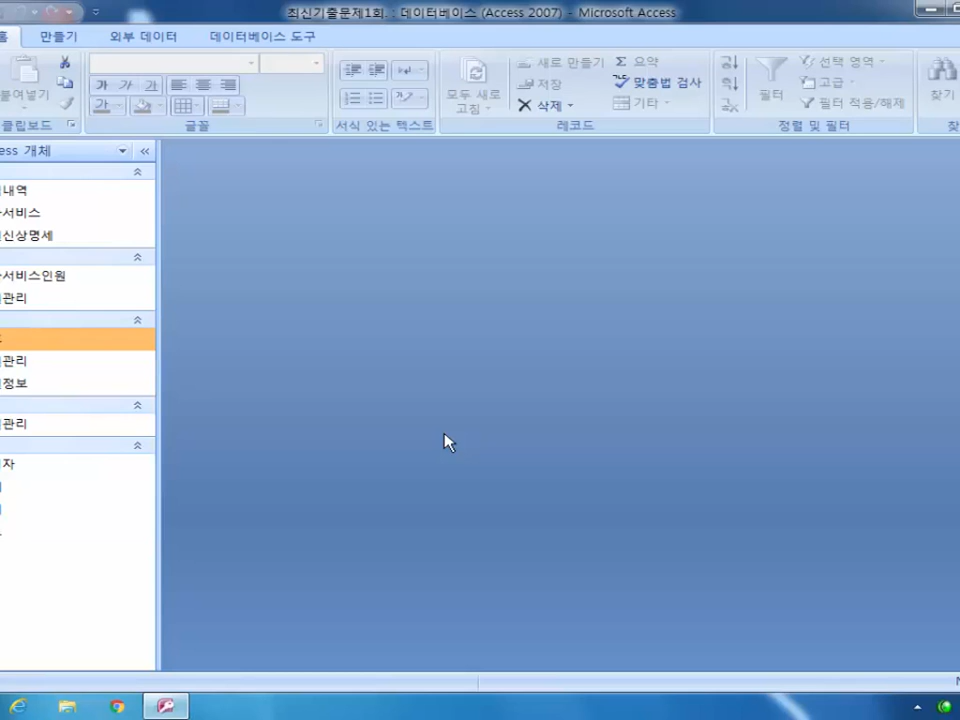 최신기출문제1회. : 데이터베이스 (Access 2007) - Microsoft Access
홈 만들기 외부 데이터 데이터베이스 도구
붙여넣기
클립보드
가 가 가
가
글꼴
서식 있는 텍스트
모두 새로 고침
새로 만들기
저장
삭제
요약
맞춤법 검사
기타
레코드
필터
선택 영역
고급
필터 적용/해제
정렬 및 필터
찾기
찾
ess 개체
내역
서비스
신상명세
서비스인원
관리
관리
정보
관리
자